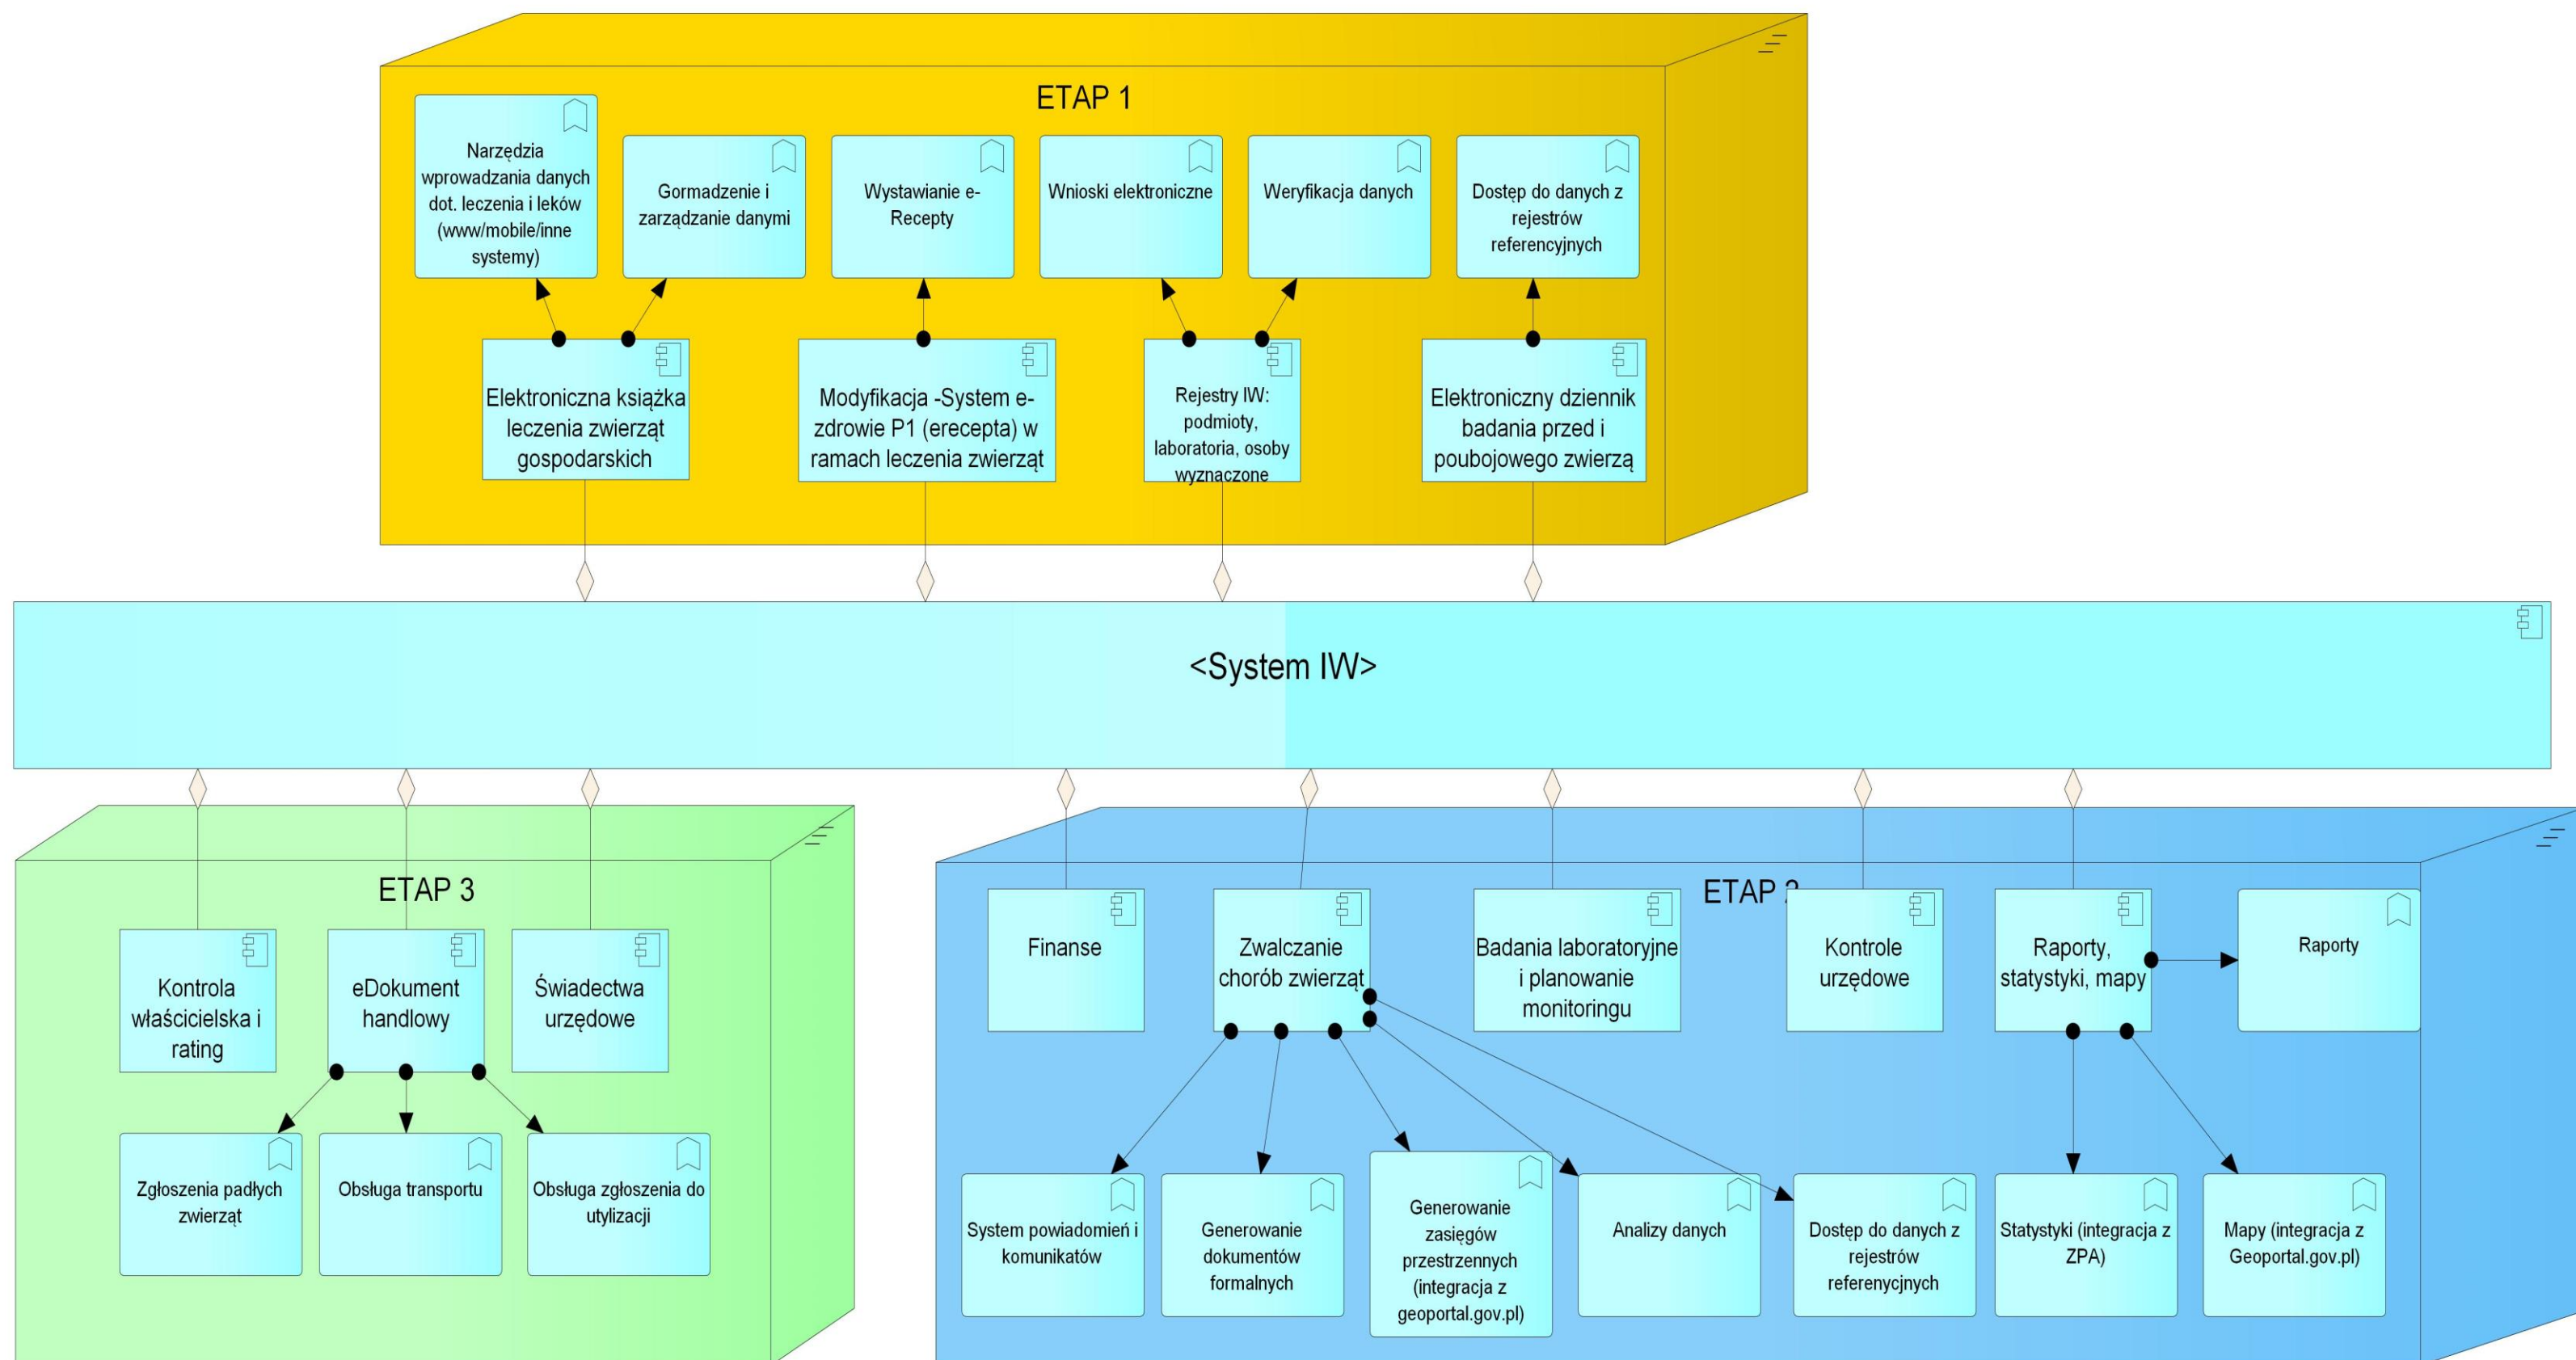 ETAP 1
Narzędzia
wprowadzania danych
dot. leczenia i leków
(www/mobile/inne
systemy)
Gormadzenie i
zarządzanie danymi
Wystawianie e-
Recepty
Wnioski elektroniczne
Weryfikacja danych
Dostęp do danych z
rejestrów
referencyjnych
Elektroniczna książka
leczenia zwierząt
gospodarskich
Modyfikacja -System e-
zdrowie P1 (erecepta) w
ramach leczenia zwierząt
Rejestry IW:
podmioty,
laboratoria, osoby
wyznaczone
Elektroniczny dziennik
badania przed i
poubojowego zwierzą
<System IW>
ETAP 3
Kontrola
właścicielska i
rating
eDokument
handlowy
Świadectwa
urzędowe
Zgłoszenia padłych
zwierząt
Obsługa transportu
Obsługa zgłoszenia do
utylizacji
ETAP 2
Finanse
Zwalczanie
chorób zwierząt
Badania laboratoryjne
i planowanie
monitoringu
Kontrole
urzędowe
Raporty,
statystyki, mapy
Raporty
System powiadomień i
komunikatów
Generowanie
dokumentów
formalnych
Generowanie
zasięgów
przestrzennych
(integracja z
geoportal.gov.pl)
Analizy danych
Dostęp do danych z
rejestrów
referenycjnych
Statystyki (integracja z
ZPA)
Mapy (integracja z
Geoportal.gov.pl)